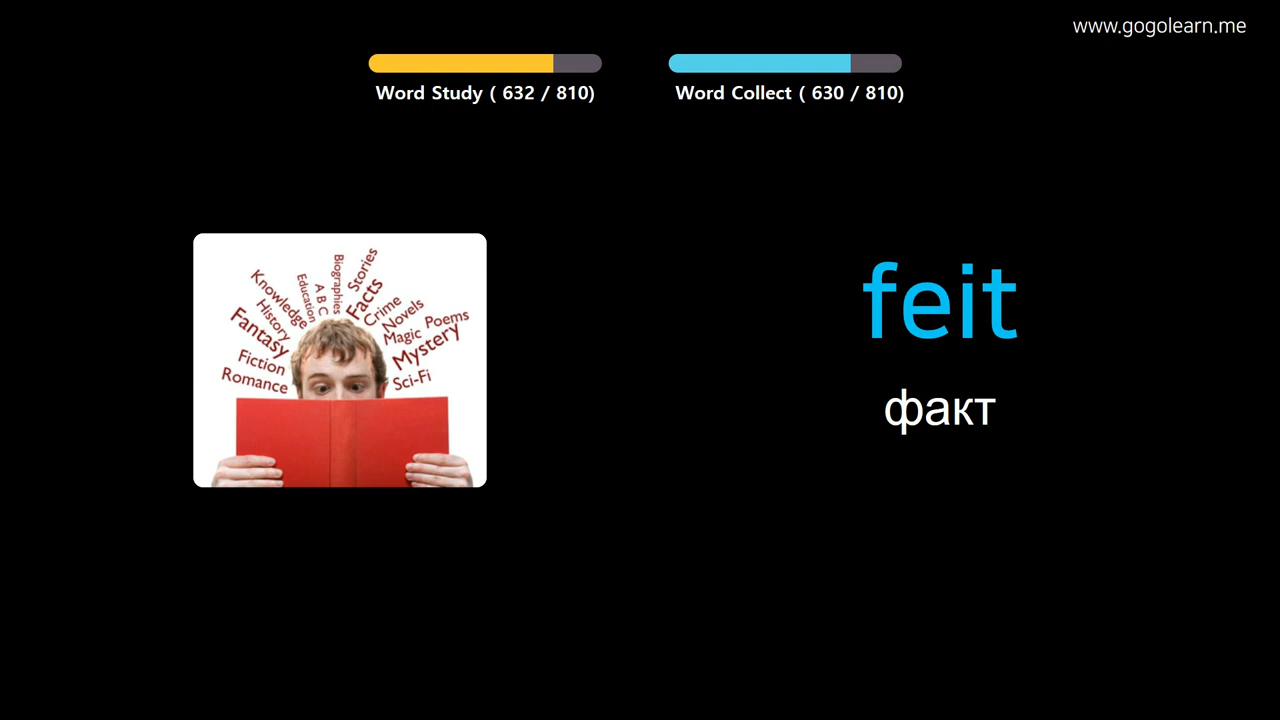 www.gogolearn.me
Word Study ( 632 / 810)
Word Collect ( 630 / 810)
Knowledge
History
Fantasy
Fiction
Romance
Education
A B C
Biographies
Stories
Facts
Crime
Novels
Magic
Poems
Mystery
Sci-Fi
feit
факт